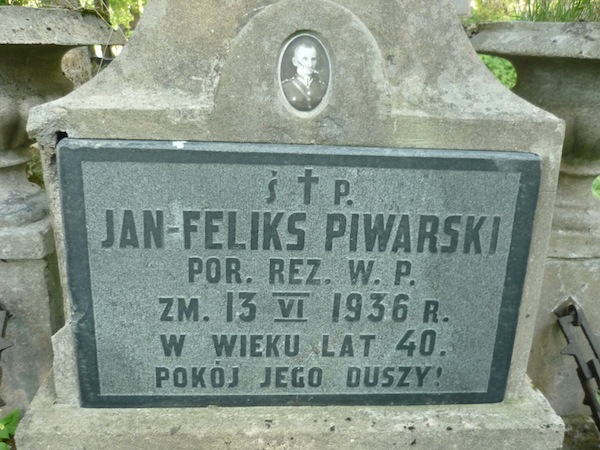 Ś † P.
JAN-FELIKS PIWARSKI
POR. REZ. W. P.
ZM. 13 VI 1936 R.
W WIEKU LAT 40.
POKÓJ JEGO DUSZY!